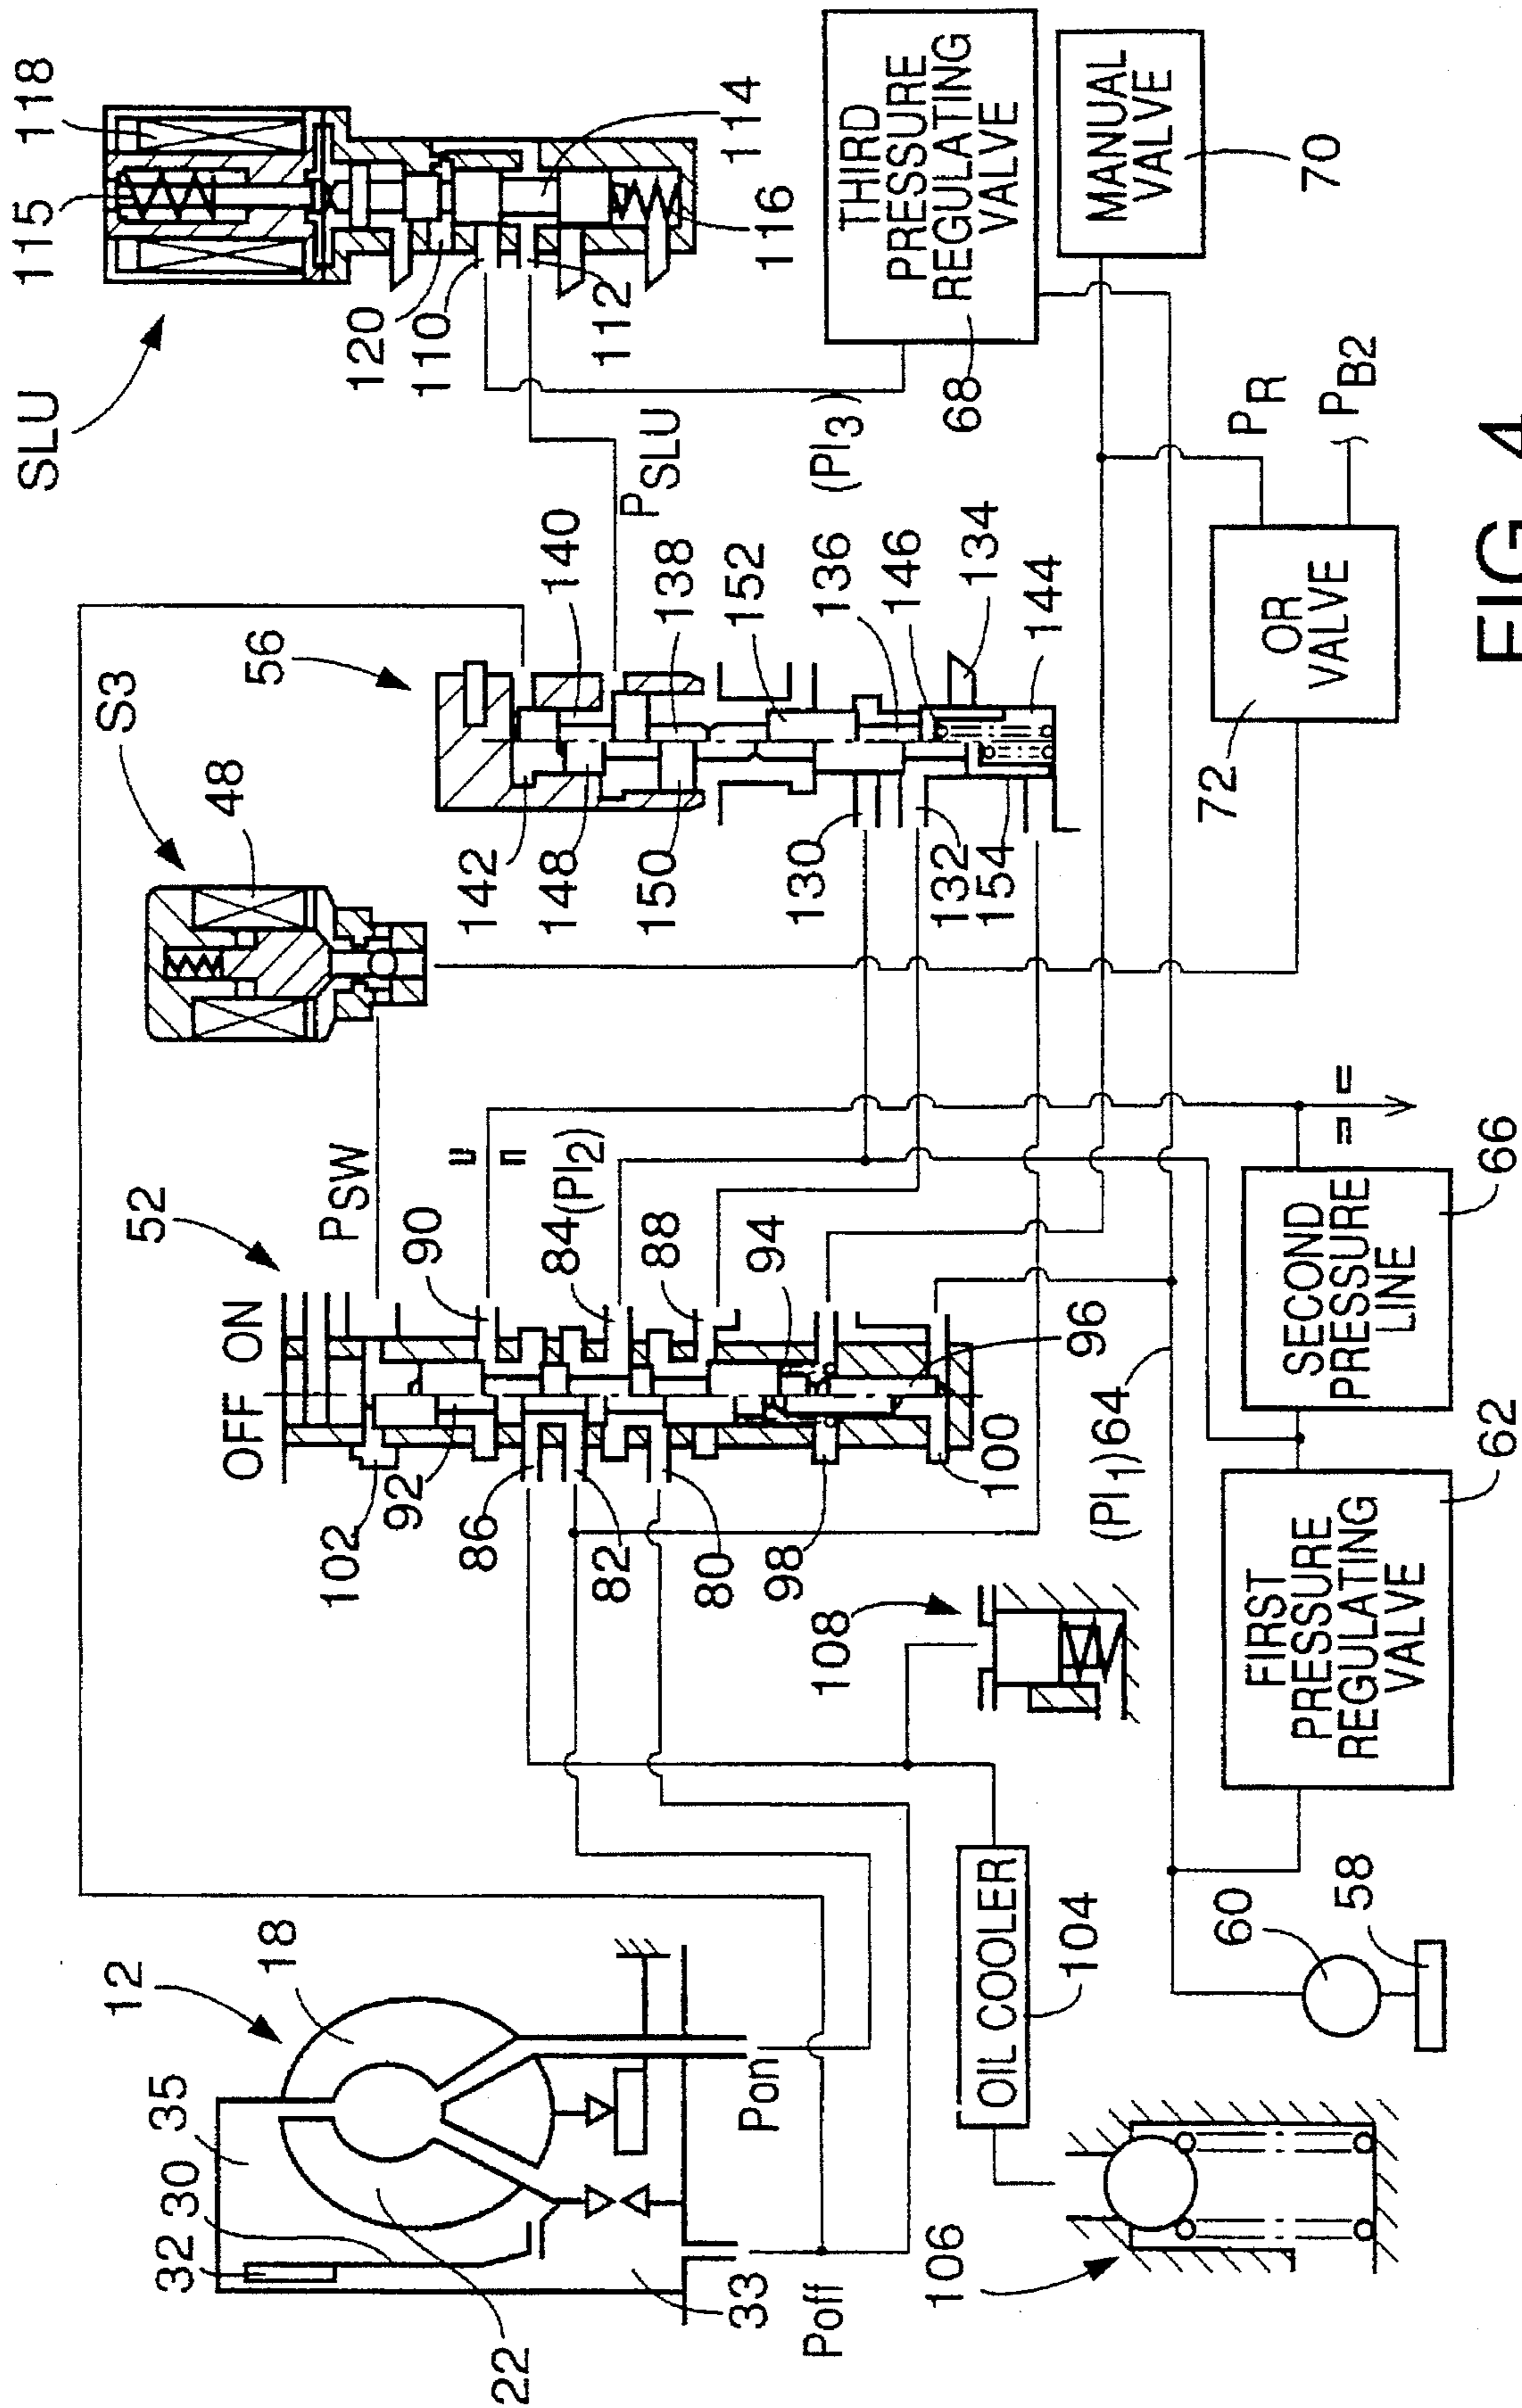 12
18
35
30
32
22
33
Poff
Pon
106
OIL COOLER
104
108
60
58
52
OFF ON
PSW
102
92
90
86
82
84 (Pl2)
80
88
98
94
100
96
(Pl1) 64
FIRST
PRESSURE
REGULATING
VALVE
62
SECOND
PRESSURE
LINE
66
S3
48
56
142
148
150
130
132
154
140
138
152
136
146
134
144
PSLU
(Pl3)
SLU
115
118
120
110
112
114
116
THIRD
PRESSURE
REGULATING
VALVE
68
MANUAL
VALVE
70
OR
VALVE
72
PR
PB2
FIG. 4